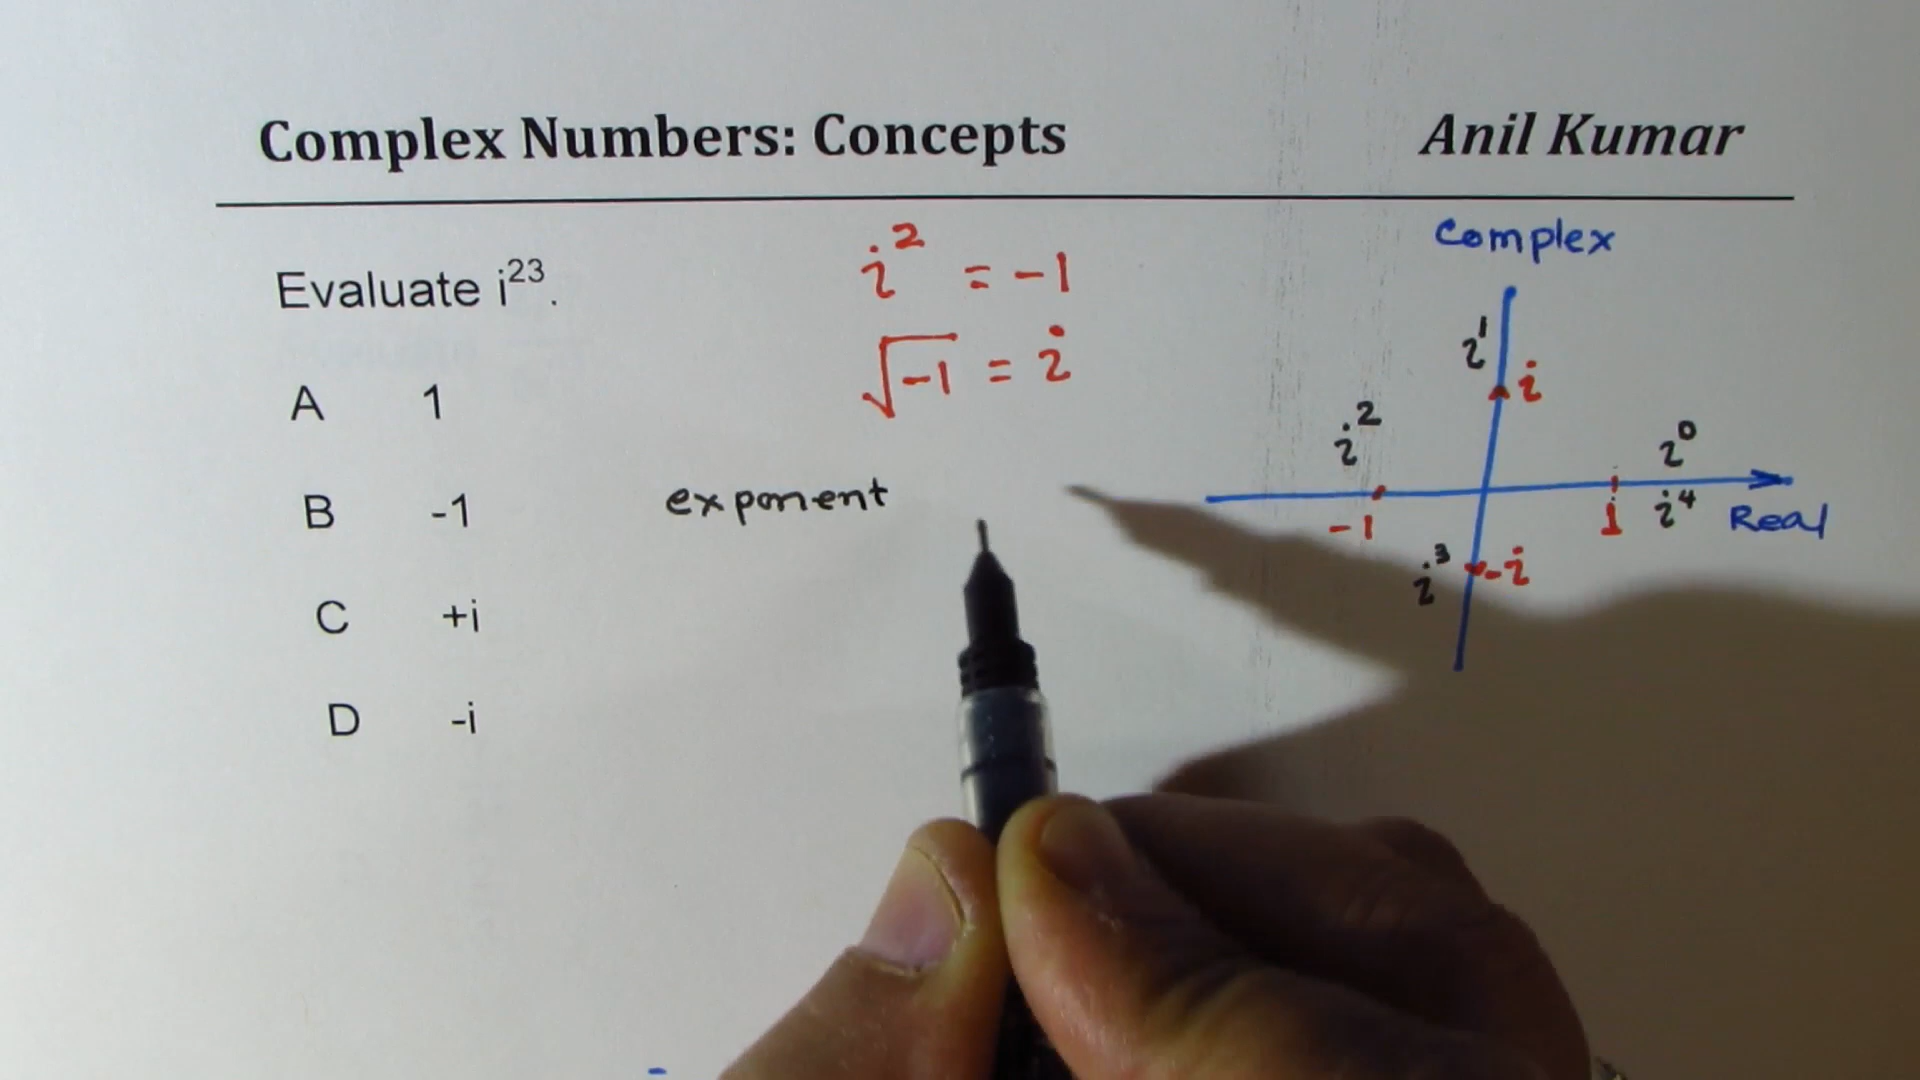 Complex Numbers: Concepts
Anil Kumar
Evaluate i²³.
A 1
B -1
C +i
D -i
i² = -1
√-1 = i
exponent
Complex
i¹
i
i²
-1
i⁰
1
i⁴
Real
i³
-i